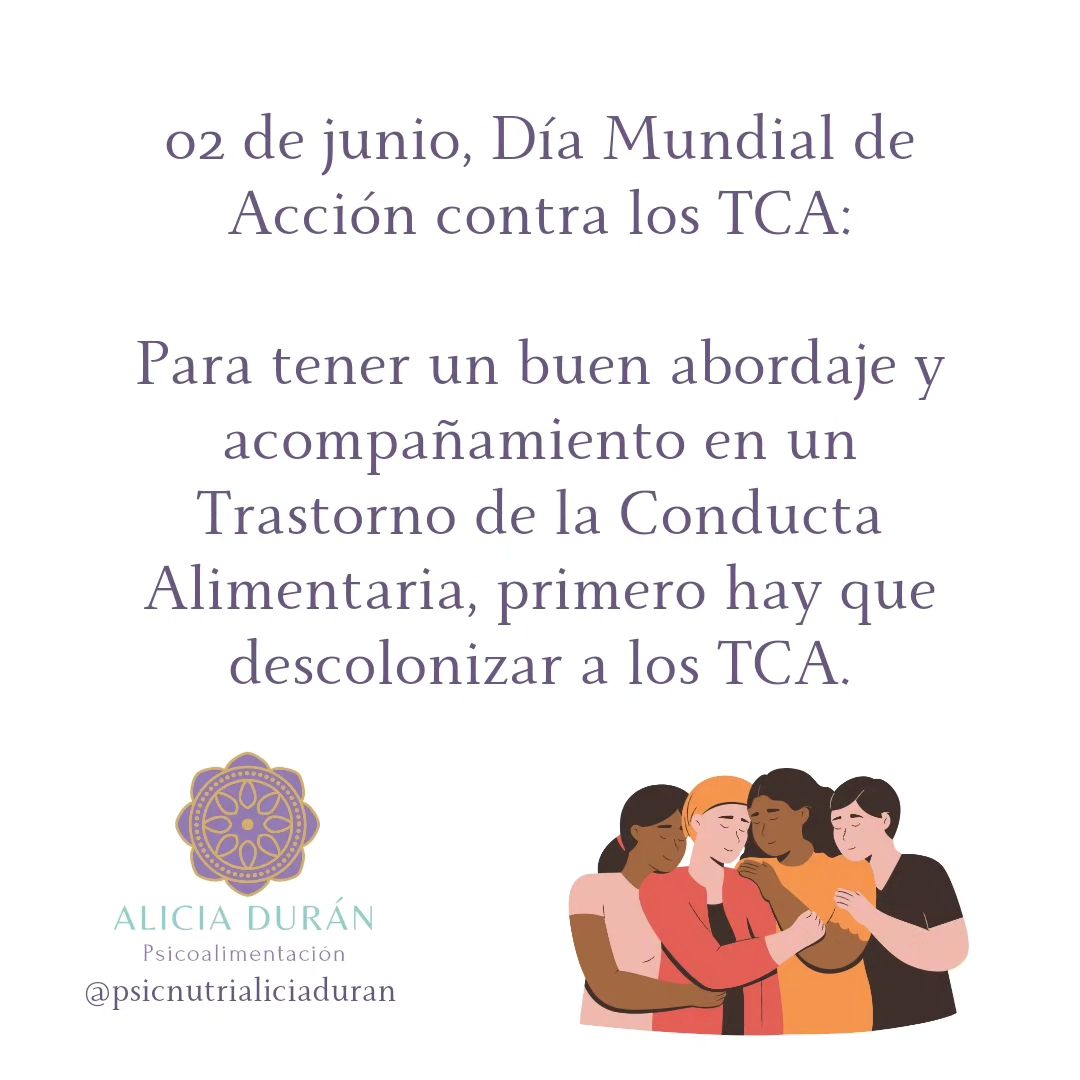 02 de junio, Día Mundial de
Acción contra los TCA:
Para tener un buen abordaje y
acompañamiento en un
Trastorno de la Conducta
Alimentaria, primero hay que
descolonizar a los TCA.
ALICIA DURÁN
Psicoalimentación
@psicnutrialiciaduran